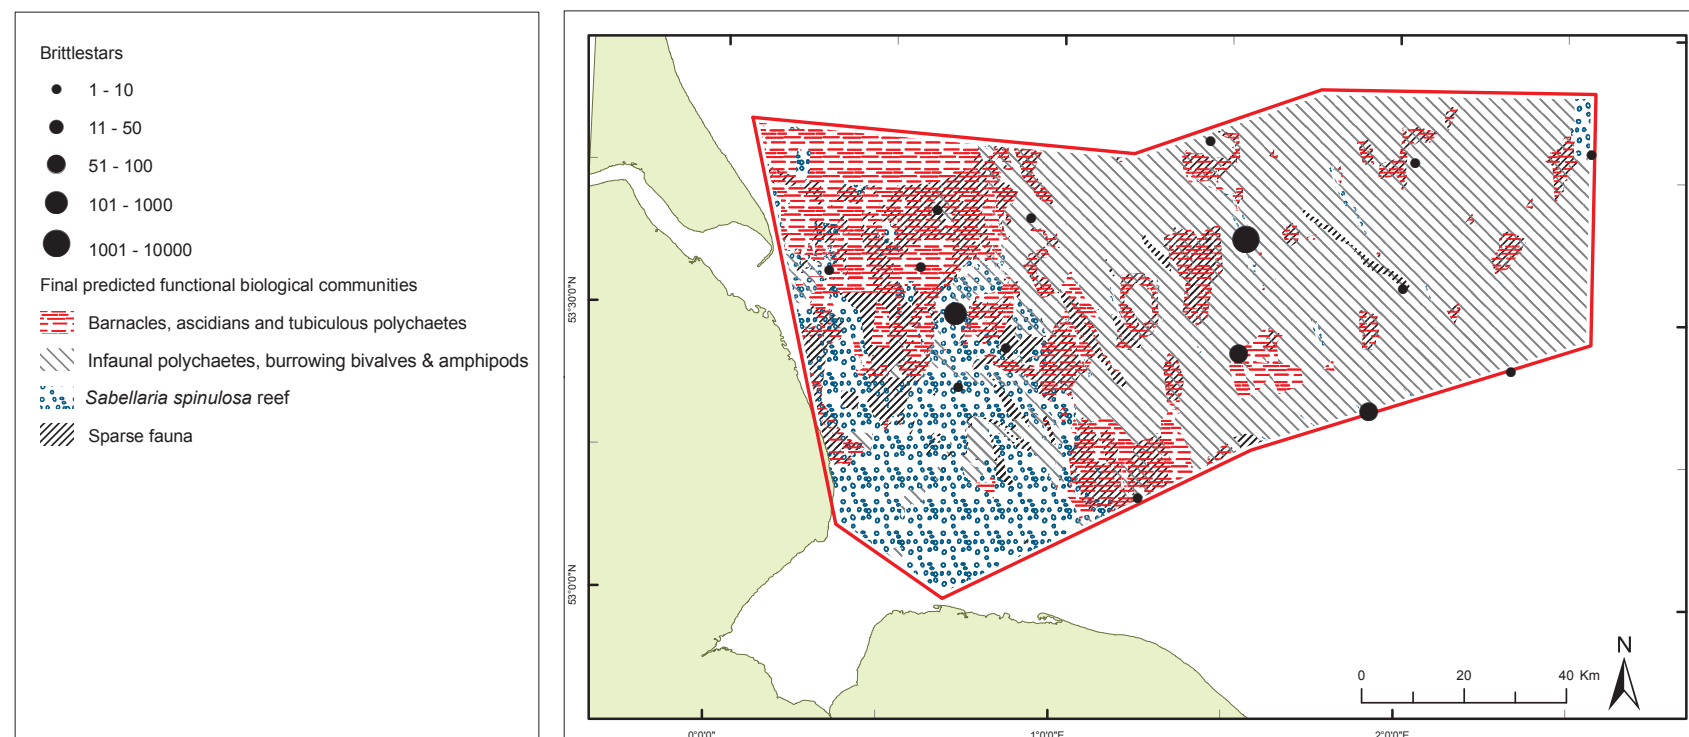 Brittlestars
1 - 10
11 - 50
51 - 100
101 - 1000
1001 - 10000
Final predicted functional biological communities
Barnacles, ascidians and tubiculous polychaetes
Infaunal polychaetes, burrowing bivalves & amphipods
Sabellaria spinulosa reef
Sparse fauna
53°30'0"N
53°0'0"N
N
0 20 40 Km
0°0'0" 1°0'0"E 2°0'0"E